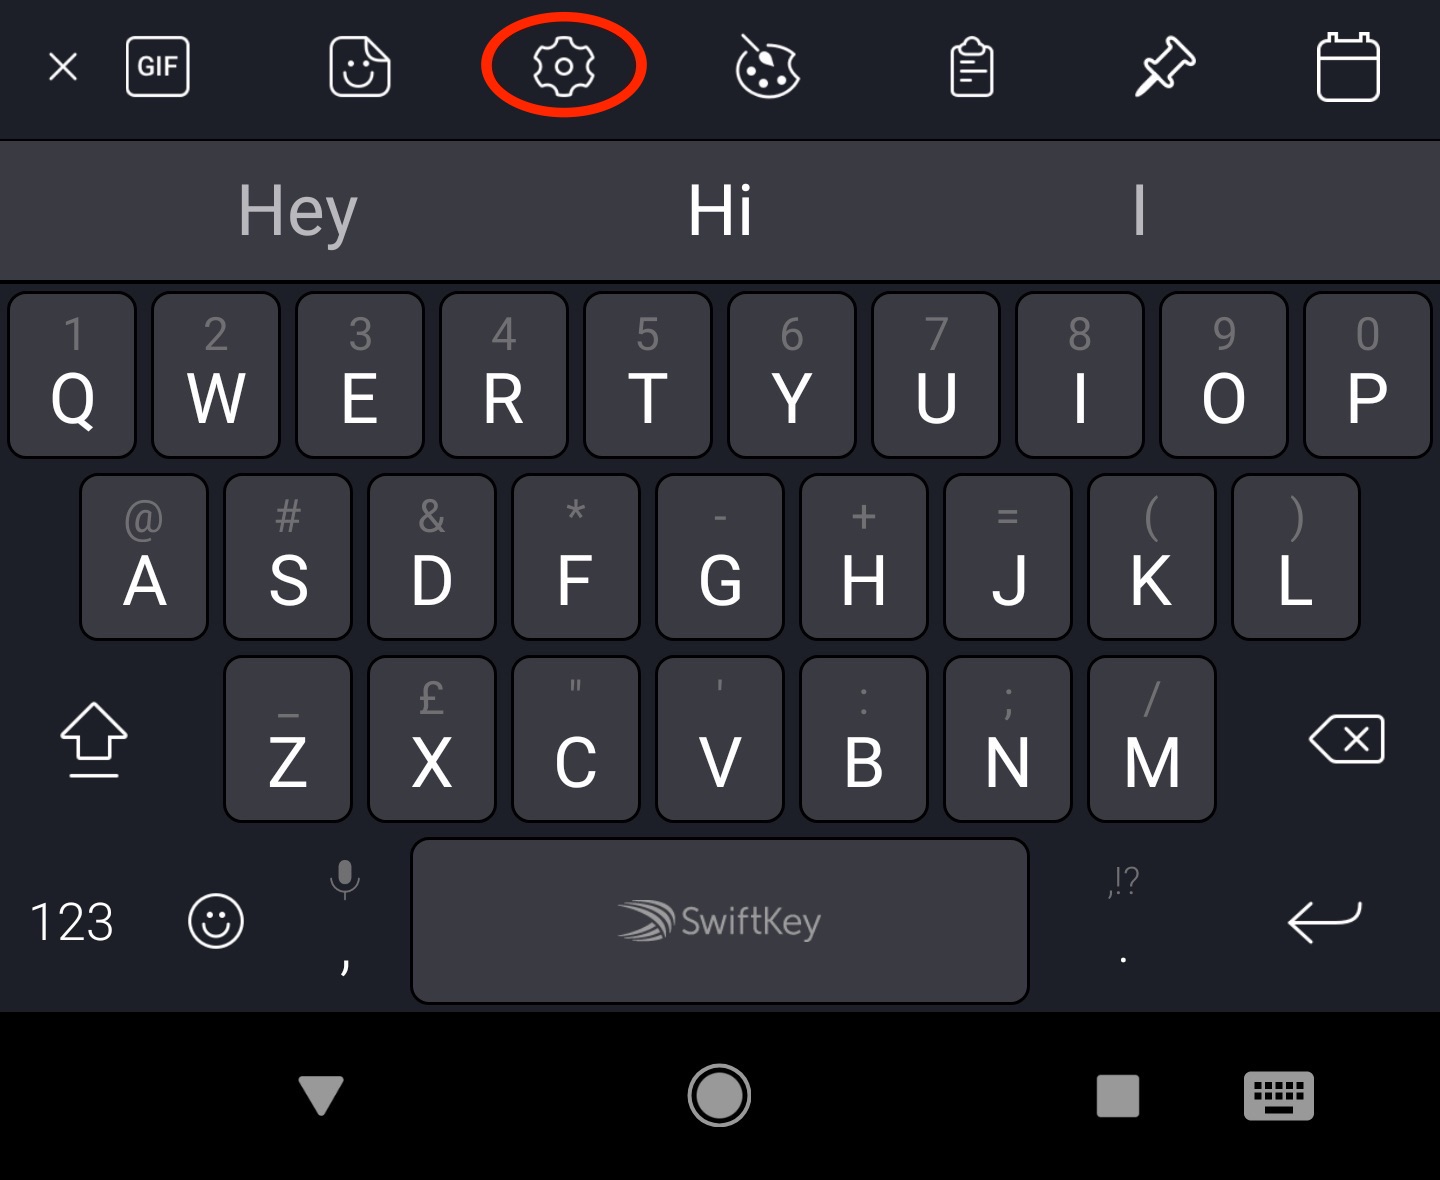 GIF
Hey Hi I
1 2 3 4 5 6 7 8 9 0
Q W E R T Y U I O P
@ # & * - + = ( )
A S D F G H J K L
_ £ " ' : ; /
Z X C V B N M
,!?
123 , SwiftKey .